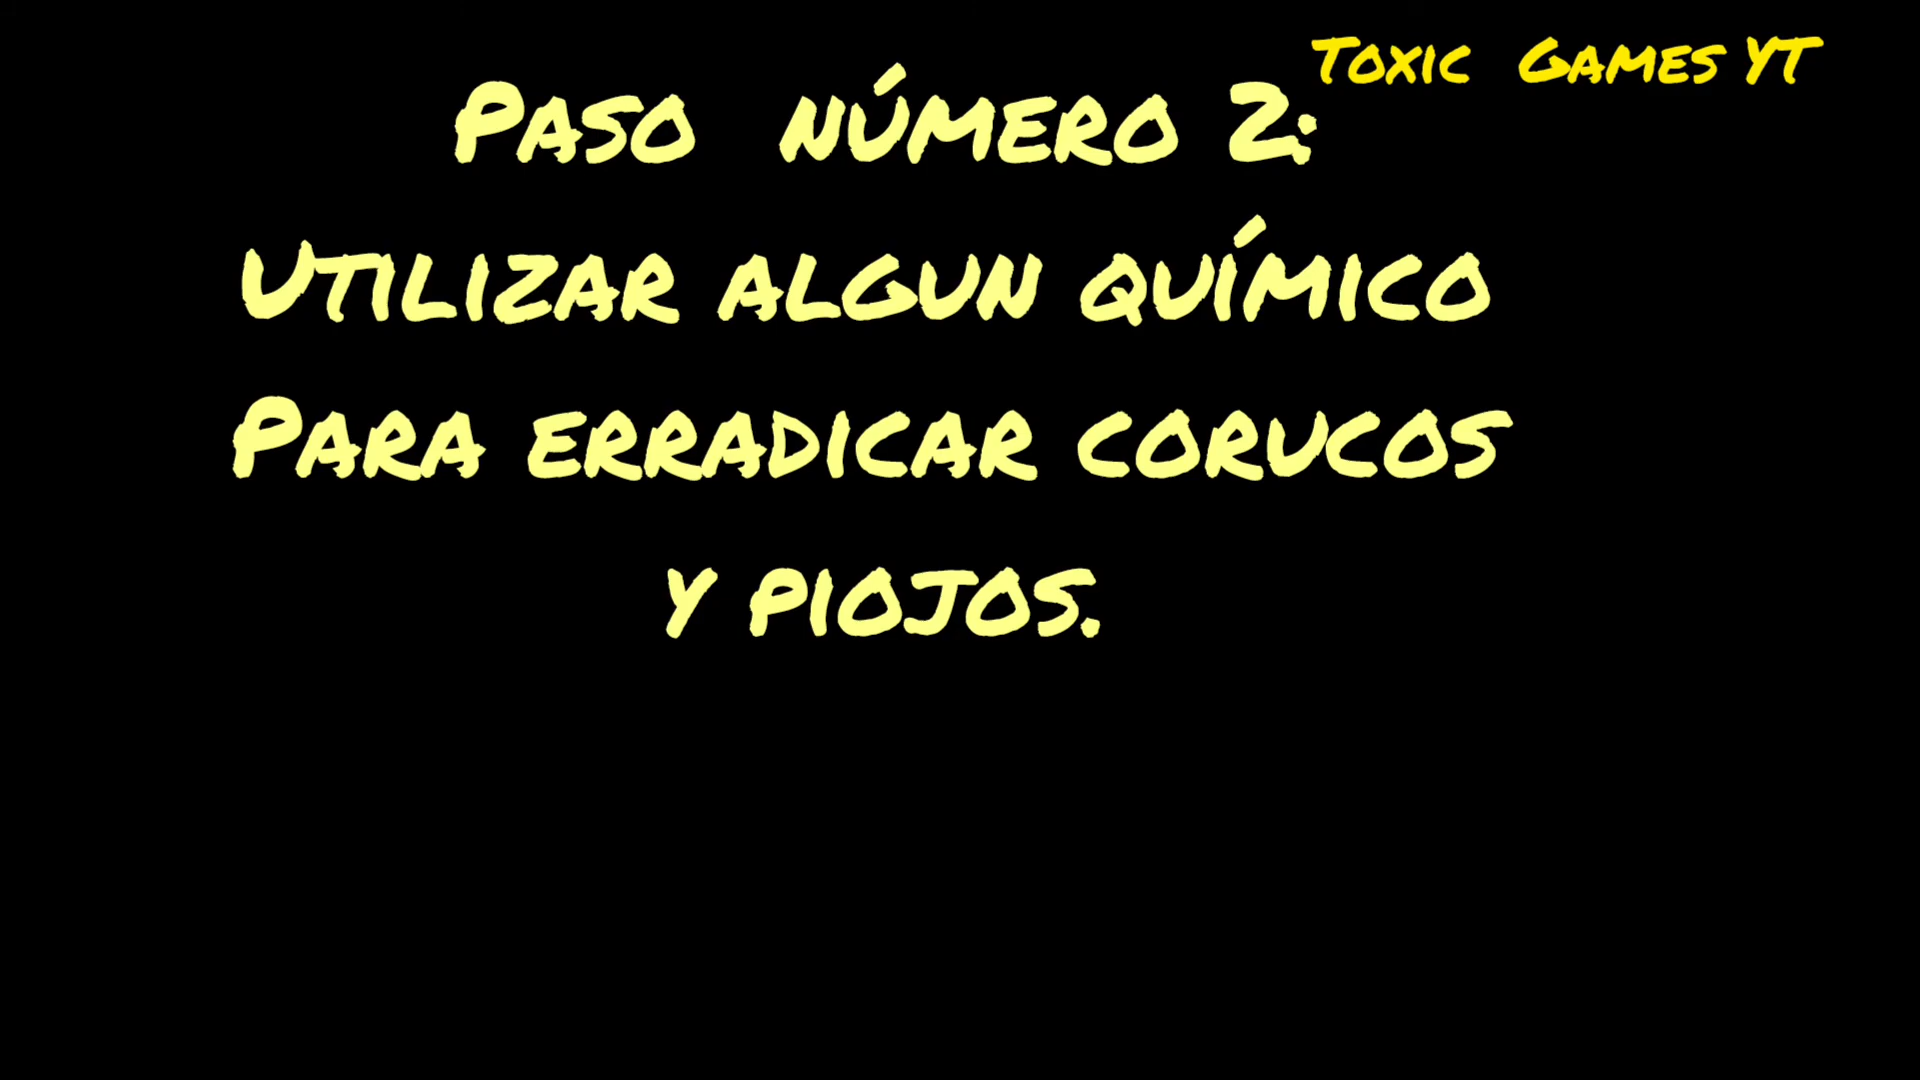 Toxic Games YT
Paso número 2:
Utilizar algun químico
Para erradicar corucos
y piojos.